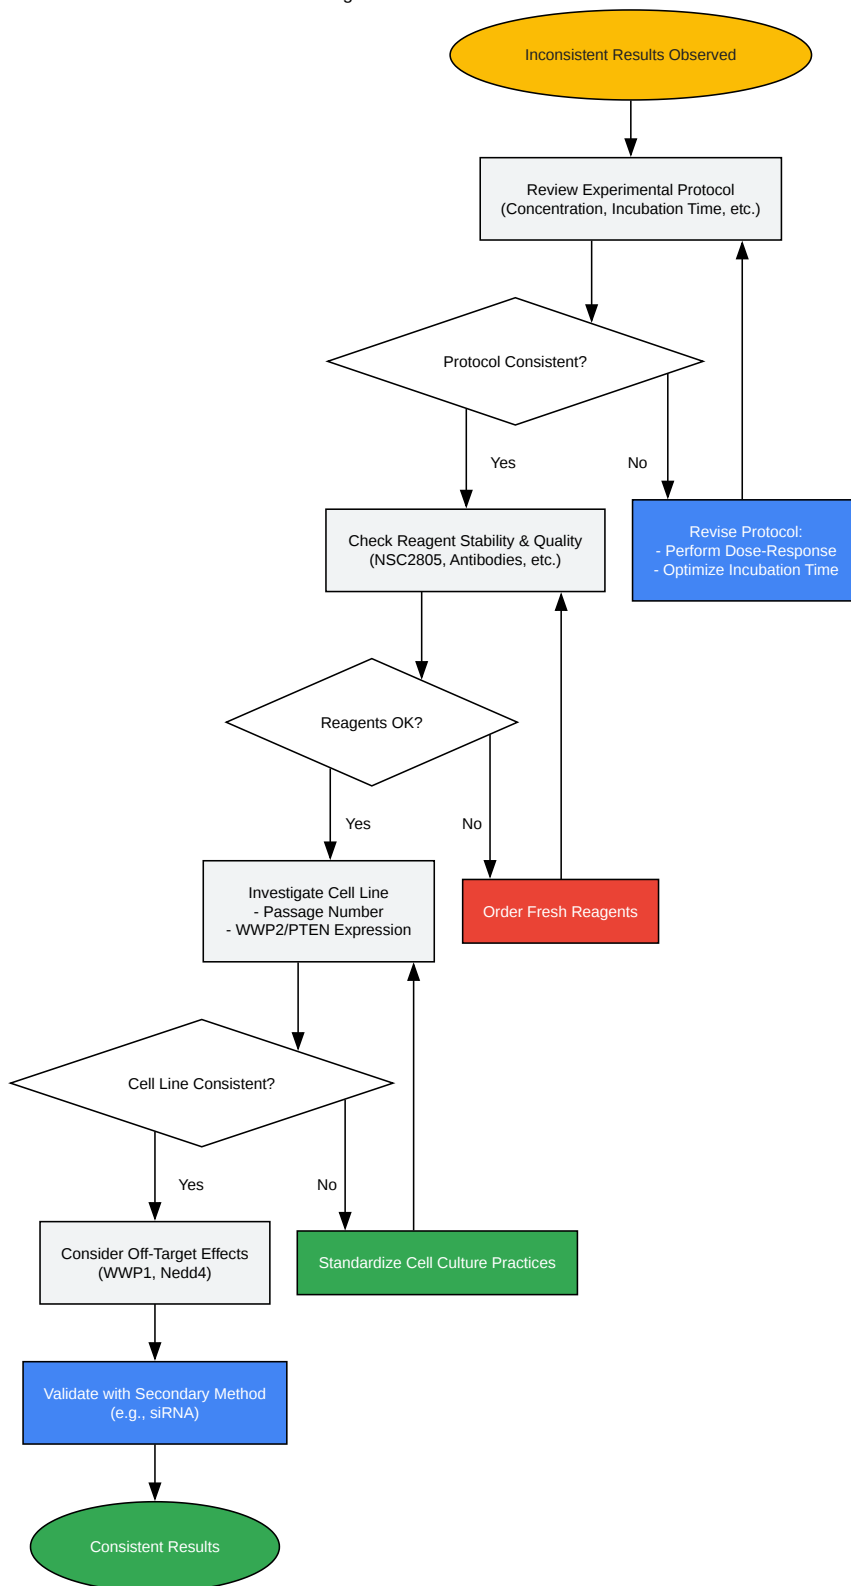 Inconsistent Results Observed
Review Experimental Protocol
(Concentration, Incubation Time, etc.)
Protocol Consistent?
Yes
No
Check Reagent Stability & Quality
(NSC2805, Antibodies, etc.)
Revise Protocol:
- Perform Dose-Response
- Optimize Incubation Time
Reagents OK?
Yes
No
Investigate Cell Line
- Passage Number
- WWP2/PTEN Expression
Order Fresh Reagents
Cell Line Consistent?
Yes
No
Consider Off-Target Effects
(WWP1, Nedd4)
Standardize Cell Culture Practices
Validate with Secondary Method
(e.g., siRNA)
Consistent Results